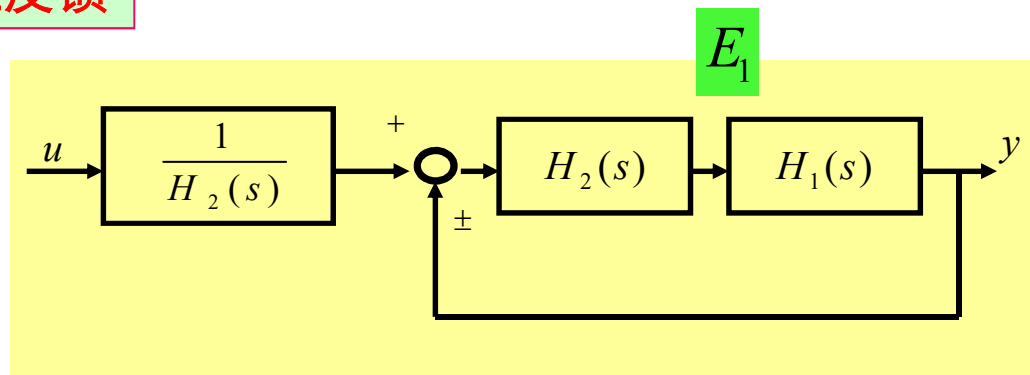 反馈
E₁
u
1
H₂(s)
+
±
H₂(s)
H₁(s)
y